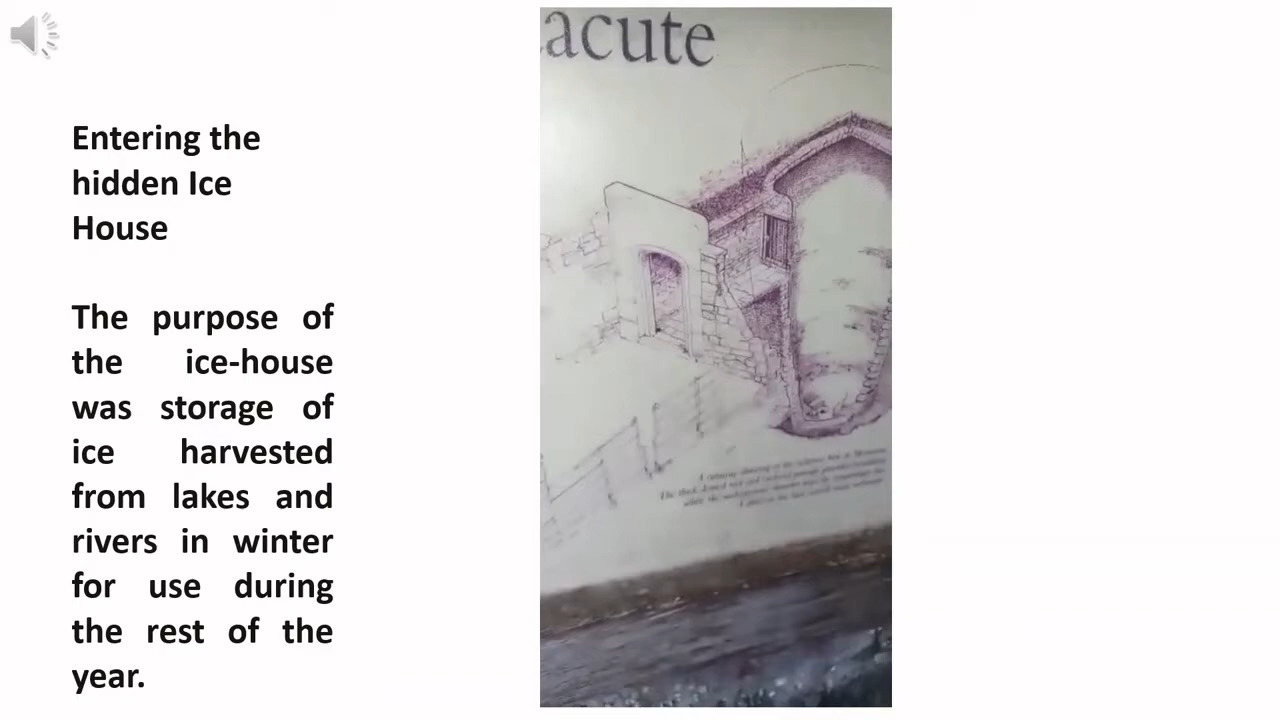 Entering the
hidden Ice
House
The purpose of
the ice-house
was storage of
ice harvested
from lakes and
rivers in winter
for use during
the rest of the
year.
acute